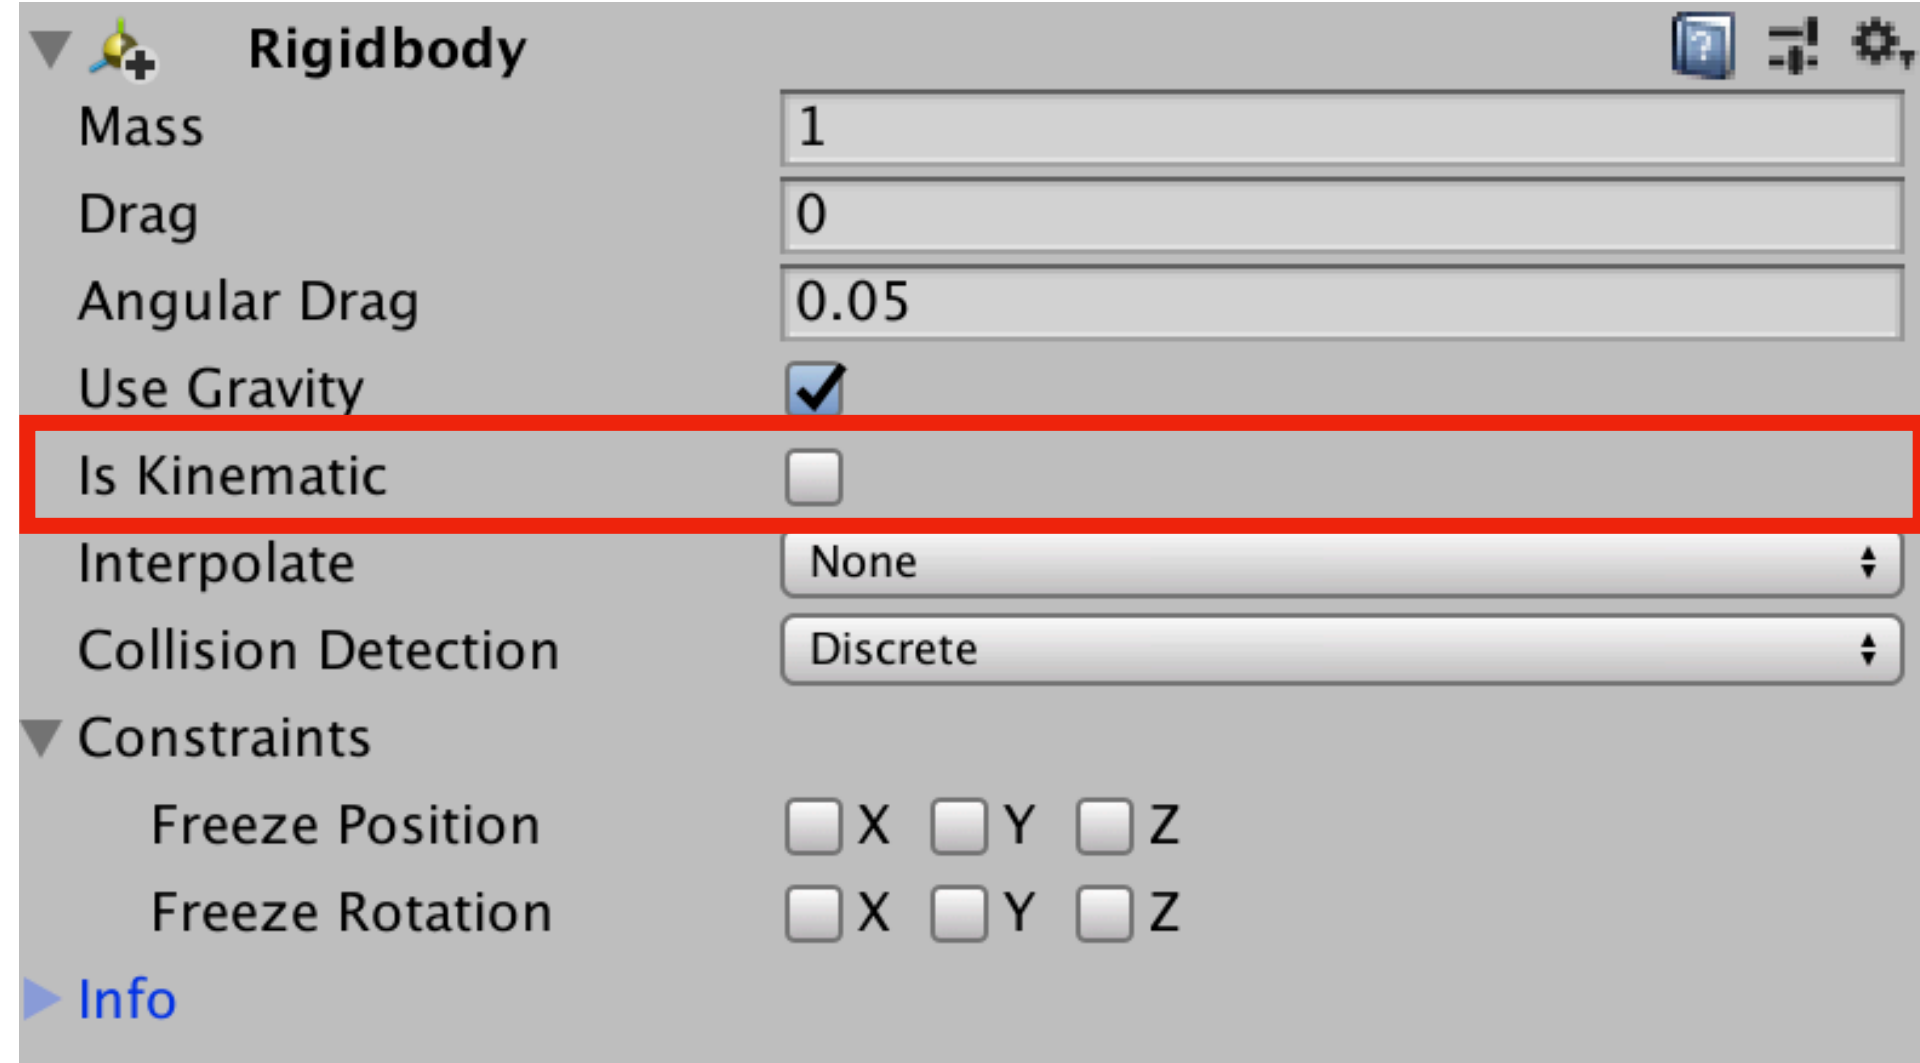 Rigidbody
Mass 1
Drag 0
Angular Drag 0.05
Use Gravity
Is Kinematic
Interpolate None
Collision Detection Discrete
Constraints
Freeze Position X Y Z
Freeze Rotation X Y Z
Info